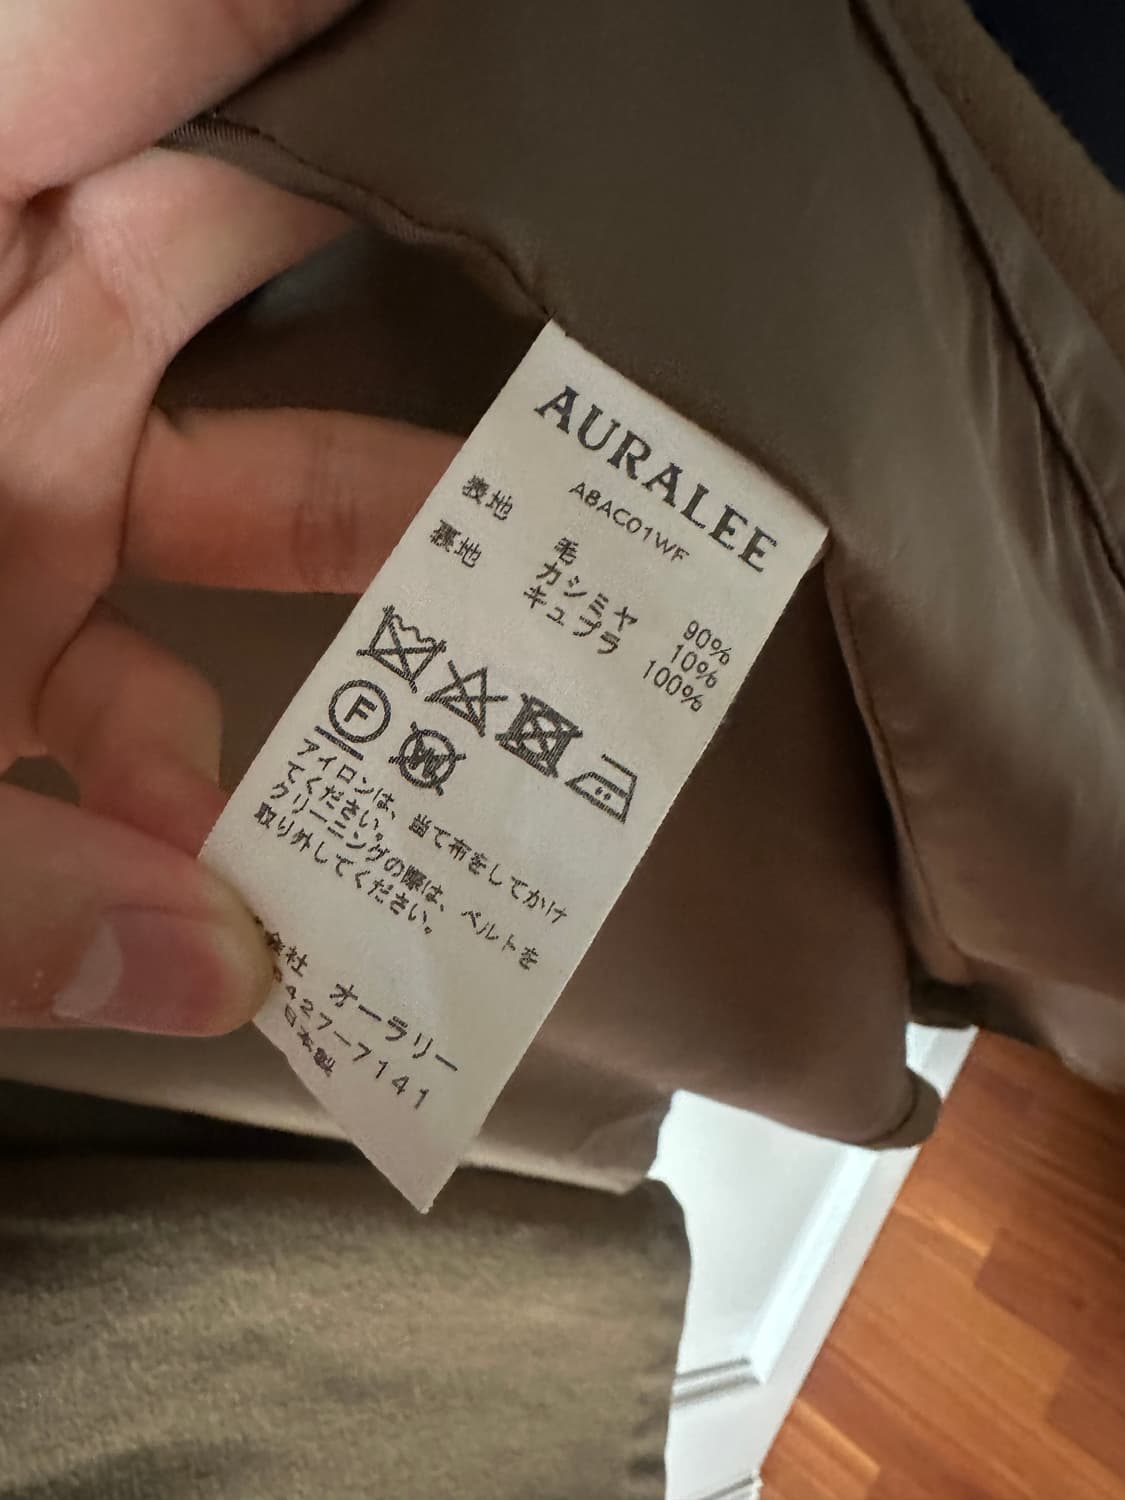 AURALEE
A8AC01WF
表地 毛 90%
カシミヤ 10%
裏地 キュプラ 100%
F
W
アイロンは、当て布をしてかけ
てください。
クリーニングの際は、ベルトを
取り外してください。
会社 オーラリー
427-7141
日本製